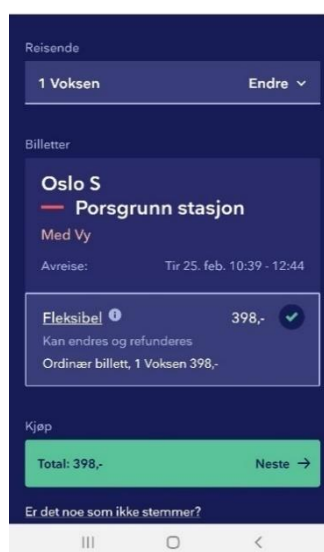 Reisende
1 Voksen Endre
Billetter
Oslo S
Porsgrunn stasjon
Med Vy
Avreise: Tir 25. feb. 10:39 - 12:44
Fleksibel 398,-
Kan endres og refunderes
Ordinær billett, 1 Voksen 398,-
Kjøp
Total: 398,- Neste →
Er det noe som ikke stemmer?